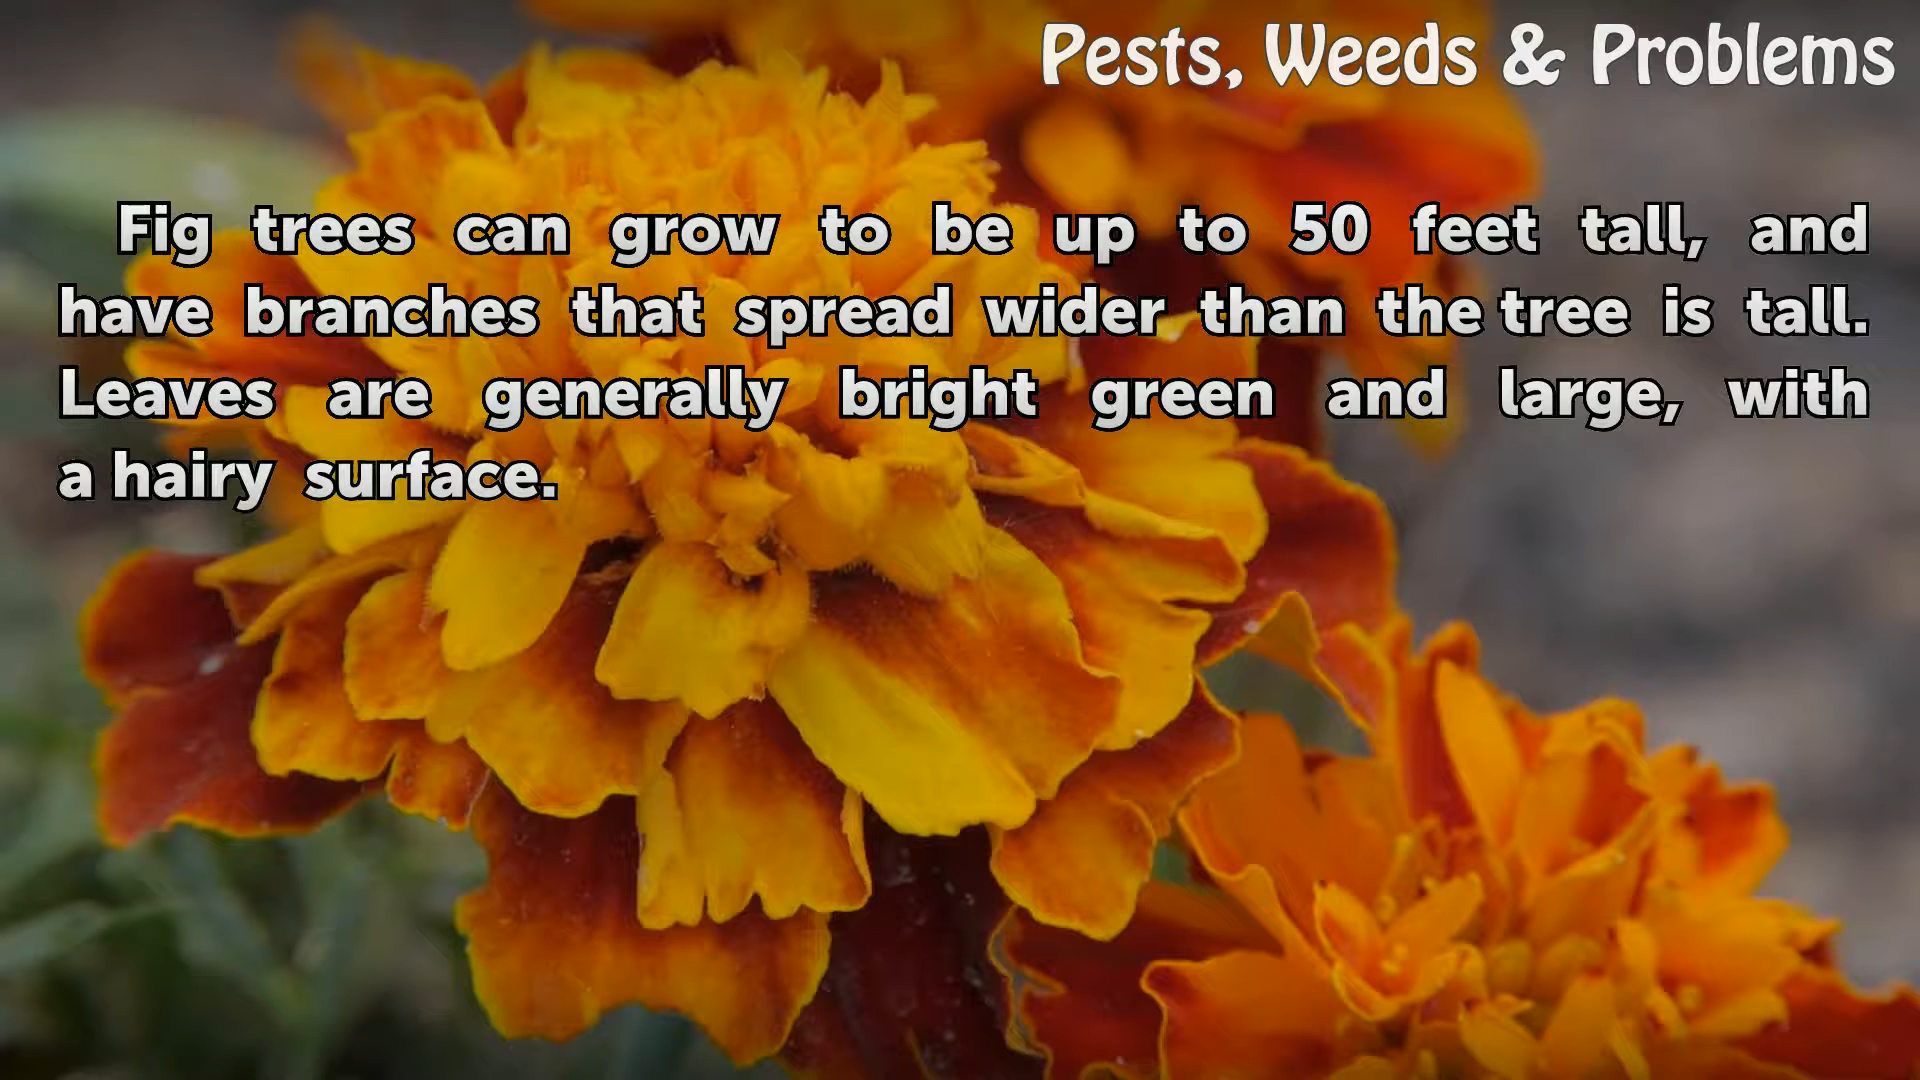 Pests, Weeds & Problems
Fig trees can grow to be up to 50 feet tall, and
have branches that spread wider than the tree is tall.
Leaves are generally bright green and large, with
a hairy surface.